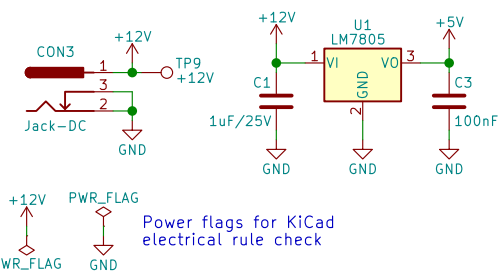 +12V
CON3
1
TP9
+12V
3
2
Jack-DC
GND
+12V
U1
LM7805
+5V
1
VI
VO
3
GND
2
C1
1uF/25V
C3
100nF
GND
GND
GND
+12V
PWR_FLAG
WR_FLAG
GND
Power flags for KiCad
electrical rule check